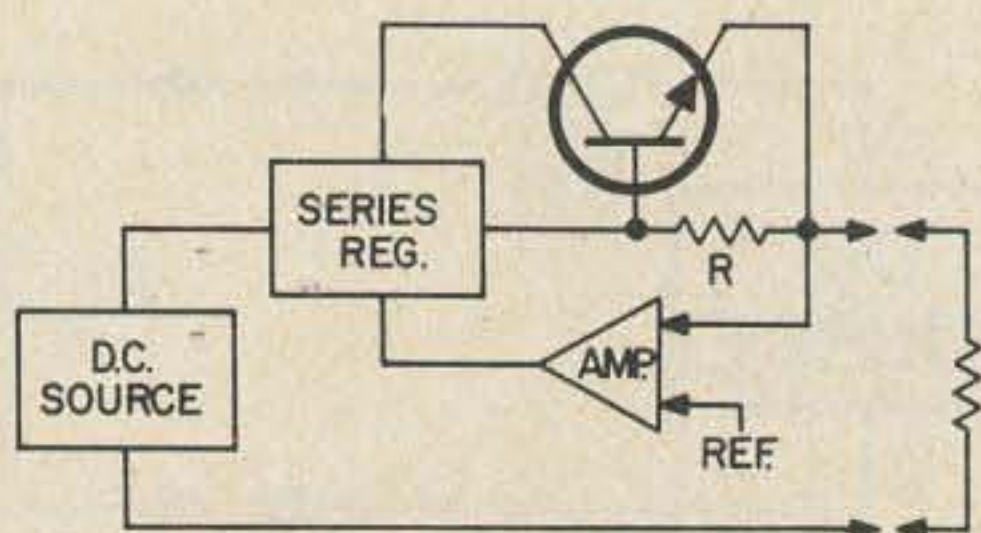 SERIES
REG.
R
D.C.
SOURCE
AMP.
REF.